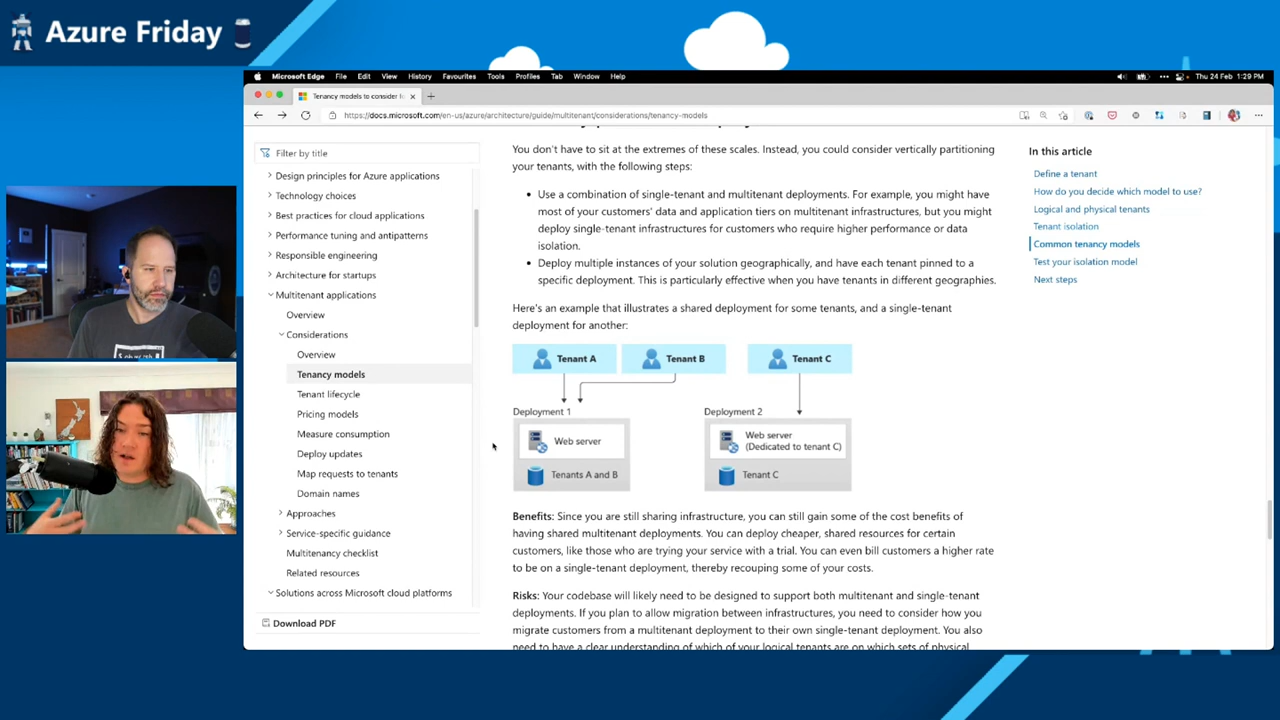 Azure Friday
Microsoft Edge File Edit View History Favourites Tools Profiles Tab Window Help
Thu 24 Feb 1:29 PM
Tenancy models to consider fo
https://docs.microsoft.com/en-us/azure/architecture/guide/multitenant/considerations/tenancy-models
Filter by title
Design principles for Azure applications
Technology choices
Best practices for cloud applications
Performance tuning and antipatterns
Responsible engineering
Architecture for startups
Multitenant applications
Overview
Considerations
Overview
Tenancy models
Tenant lifecycle
Pricing models
Measure consumption
Deploy updates
Map requests to tenants
Domain names
Approaches
Service-specific guidance
Multitenancy checklist
Related resources
Solutions across Microsoft cloud platforms
Download PDF
You don't have to sit at the extremes of these scales. Instead, you could consider vertically partitioning
your tenants, with the following steps:
• Use a combination of single-tenant and multitenant deployments. For example, you might have
most of your customers' data and application tiers on multitenant infrastructures, but you might
deploy single-tenant infrastructures for customers who require higher performance or data
isolation.
• Deploy multiple instances of your solution geographically, and have each tenant pinned to a
specific deployment. This is particularly effective when you have tenants in different geographies.
Here's an example that illustrates a shared deployment for some tenants, and a single-tenant
deployment for another:
Tenant A
Tenant B
Tenant C
Deployment 1
Web server
Tenants A and B
Deployment 2
Web server
(Dedicated to tenant C)
Tenant C
Benefits: Since you are still sharing infrastructure, you can still gain some of the cost benefits of
having shared multitenant deployments. You can deploy cheaper, shared resources for certain
customers, like those who are trying your service with a trial. You can even bill customers a higher rate
to be on a single-tenant deployment, thereby recouping some of your costs.
Risks: Your codebase will likely need to be designed to support both multitenant and single-tenant
deployments. If you plan to allow migration between infrastructures, you need to consider how you
migrate customers from a multitenant deployment to their own single-tenant deployment. You also
need to have a clear understanding of which of your logical tenants are on which sets of physical
In this article
Define a tenant
How do you decide which model to use?
Logical and physical tenants
Tenant isolation
Common tenancy models
Test your isolation model
Next steps